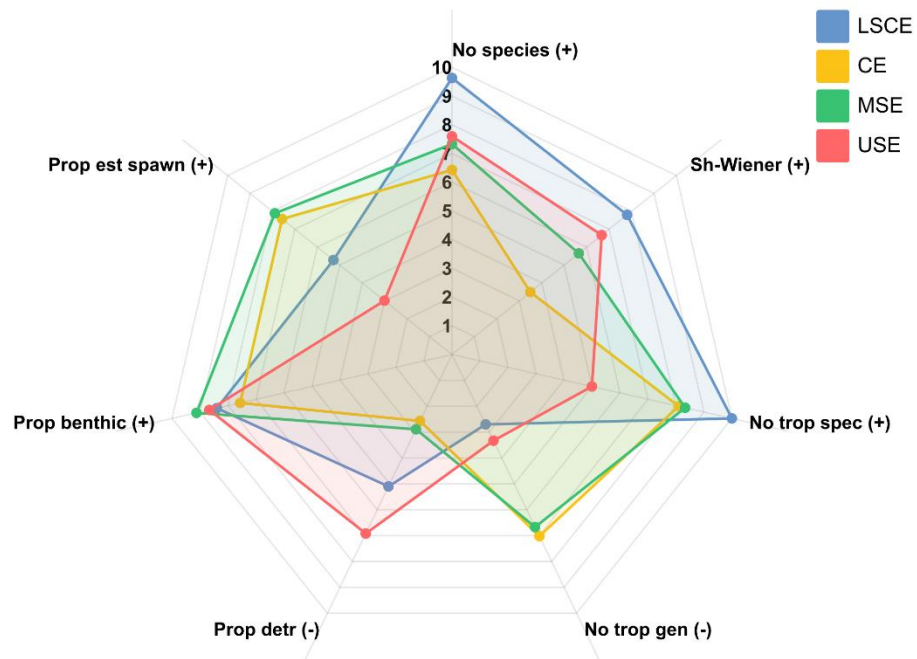 LSCE
CE
MSE
USE
No species (+)
10
9
8
7
6
5
4
3
2
1
Prop est spawn (+)
Sh-Wiener (+)
Prop benthic (+)
No trop spec (+)
Prop detr (-)
No trop gen (-)